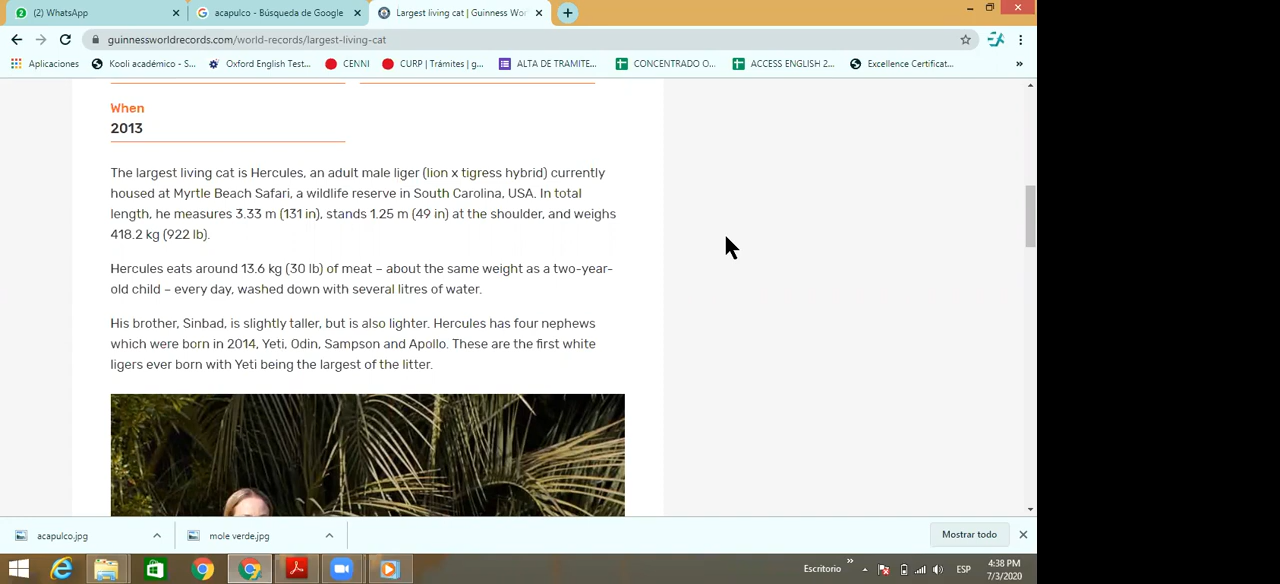 (2) WhatsApp
acapulco - Búsqueda de Google
Largest living cat | Guinness Wor
guinnessworldrecords.com/world-records/largest-living-cat
Aplicaciones
Kooli académico - S...
Oxford English Test...
CENNI
CURP | Trámites | g...
ALTA DE TRAMITE...
CONCENTRADO O...
ACCESS ENGLISH 2...
Excellence Certificat...
»
When
2013
The largest living cat is Hercules, an adult male liger (lion x tigress hybrid) currently
housed at Myrtle Beach Safari, a wildlife reserve in South Carolina, USA. In total
length, he measures 3.33 m (131 in), stands 1.25 m (49 in) at the shoulder, and weighs
418.2 kg (922 lb).
Hercules eats around 13.6 kg (30 lb) of meat – about the same weight as a two-year-
old child – every day, washed down with several litres of water.
His brother, Sinbad, is slightly taller, but is also lighter. Hercules has four nephews
which were born in 2014, Yeti, Odin, Sampson and Apollo. These are the first white
ligers ever born with Yeti being the largest of the litter.
acapulco.jpg
mole verde.jpg
Mostrar todo
Escritorio
»
ESP
4:38 PM
7/3/2020